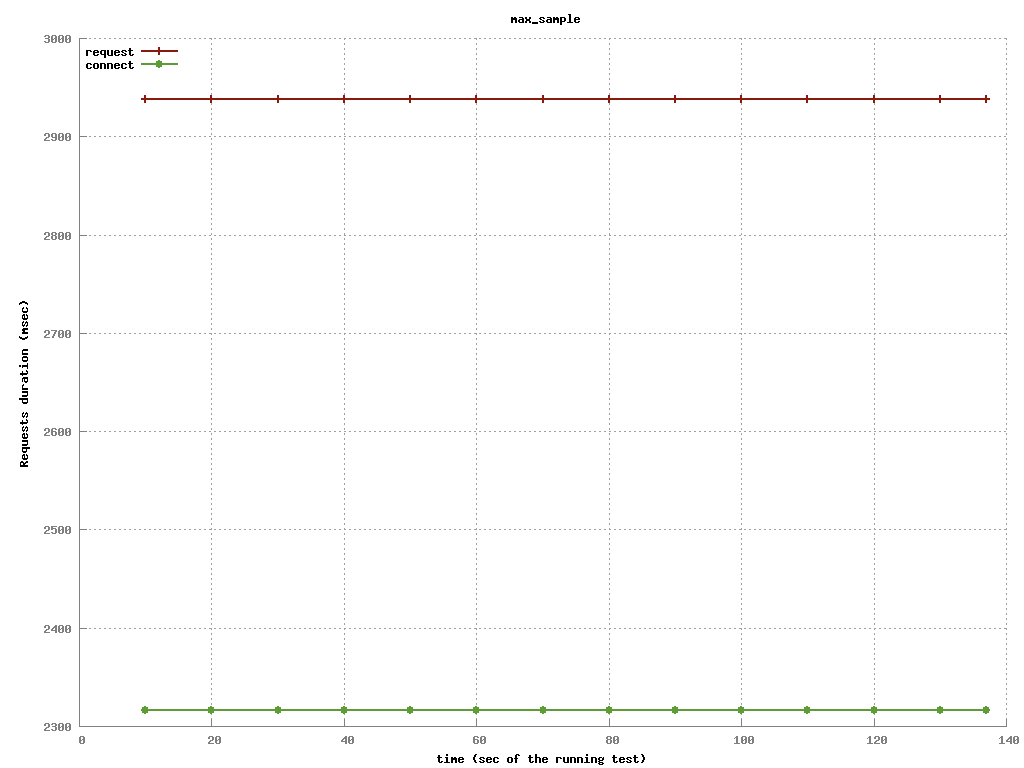 max_sample
3000
request
connect
2900
2800
2700
2600
2500
2400
2300
Requests duration (msec)
0 20 40 60 80 100 120 140
time (sec of the running test)